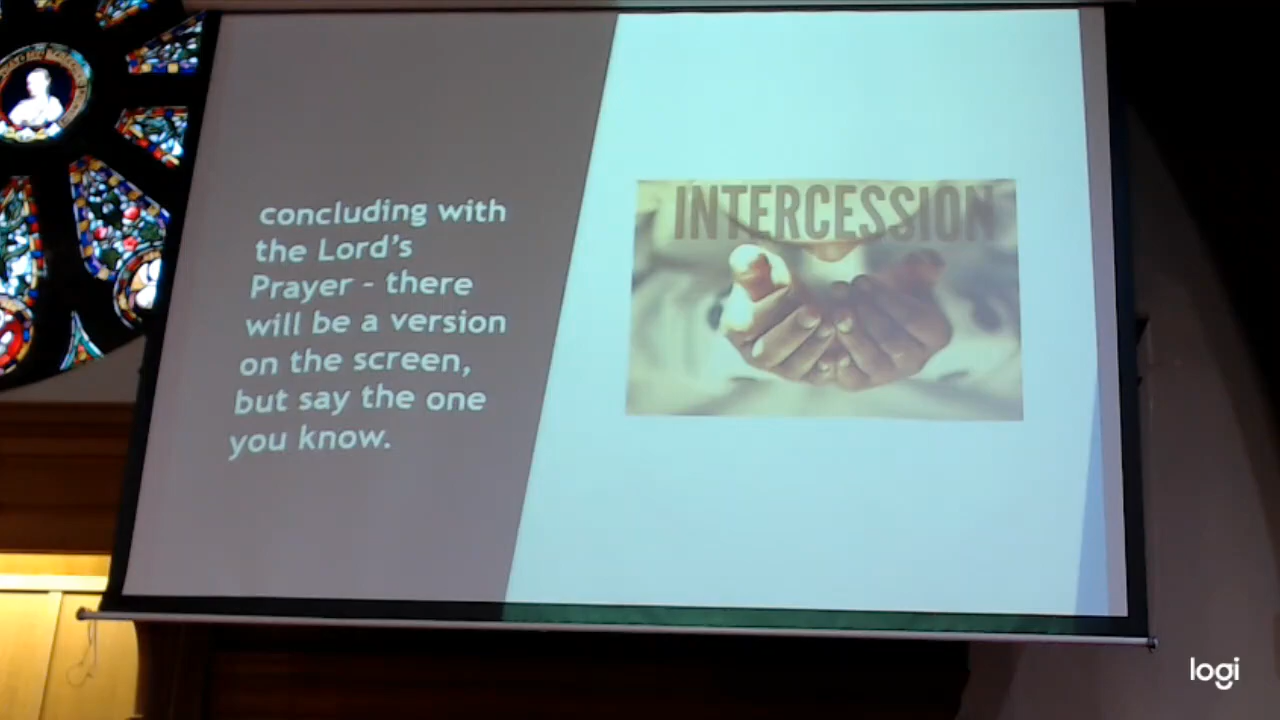 concluding with
the Lord's
Prayer - there
will be a version
on the screen,
but say the one
you know.
INTERCESSION
logi